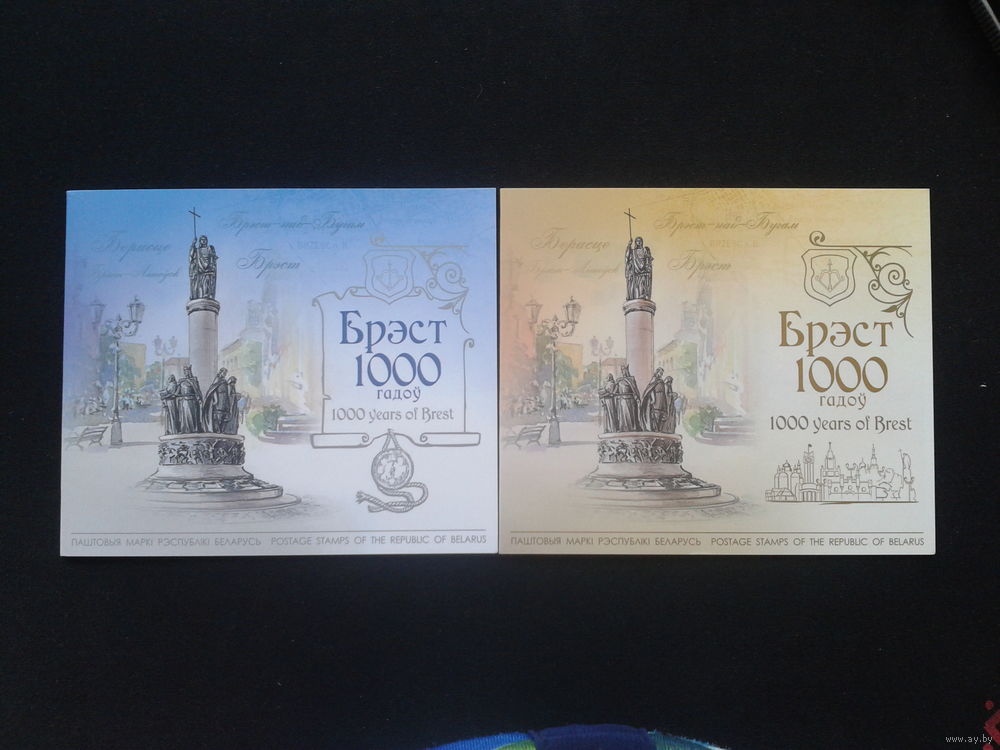 Брэст-над-Бугам
Берасце
Брэст
Брэст
1000
гадоў
1000 years of Brest
ПАШТОВЫЯ МАРКІ РЭСПУБЛІКІ БЕЛАРУСЬ POSTAGE STAMPS OF THE REPUBLIC OF BELARUS
Брэст-над-Бугам
Берасце
Брэст
Брэст
1000
гадоў
1000 years of Brest
ПАШТОВЫЯ МАРКІ РЭСПУБЛІКІ БЕЛАРУСЬ POSTAGE STAMPS OF THE REPUBLIC OF BELARUS
www.ay.by